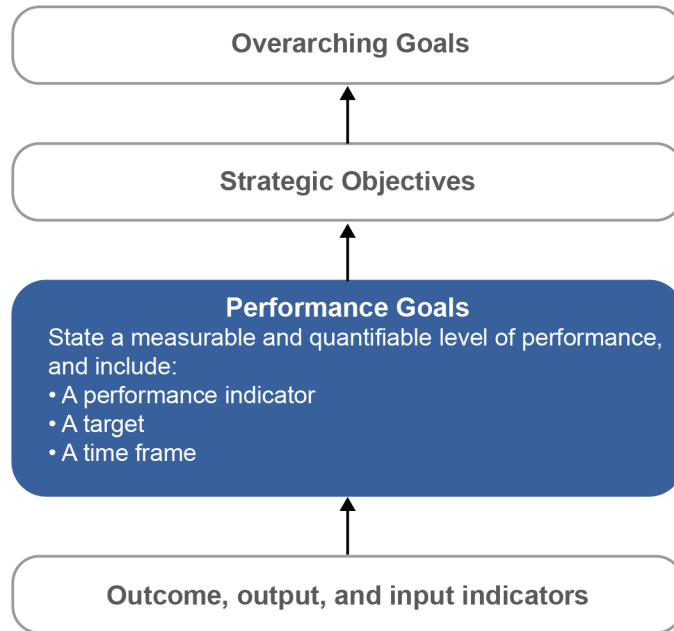 Overarching Goals
Strategic Objectives
Performance Goals
State a measurable and quantifiable level of performance,
and include:
• A performance indicator
• A target
• A time frame
Outcome, output, and input indicators